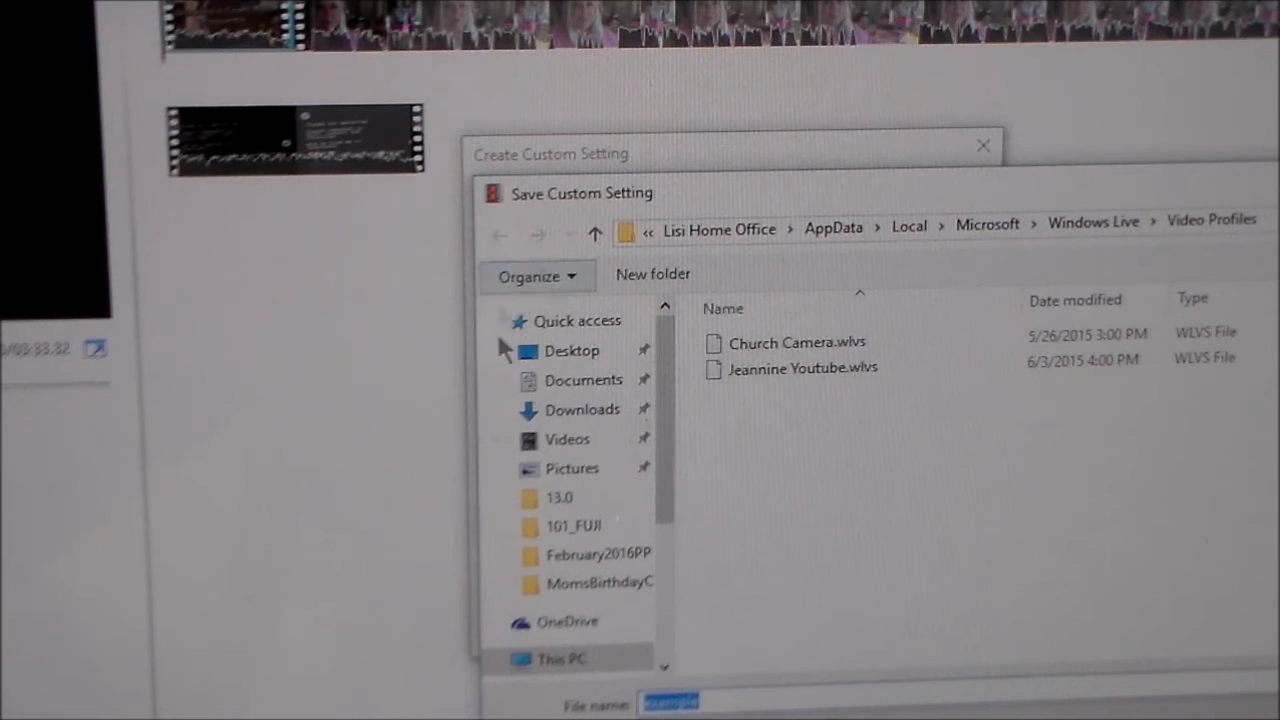 Create Custom Setting
Save Custom Setting
« Lisi Home Office › AppData › Local › Microsoft › Windows Live › Video Profiles
Organize New folder
Name Date modified Type
Church Camera.wlvs 5/26/2015 3:00 PM WLVS File
Jeannine Youtube.wlvs 6/3/2015 4:00 PM WLVS File
Quick access
Desktop
Documents
Downloads
Videos
Pictures
13.0
101_FUJI
February2016PP
MomsBirthdayC
OneDrive
This PC
File name: example